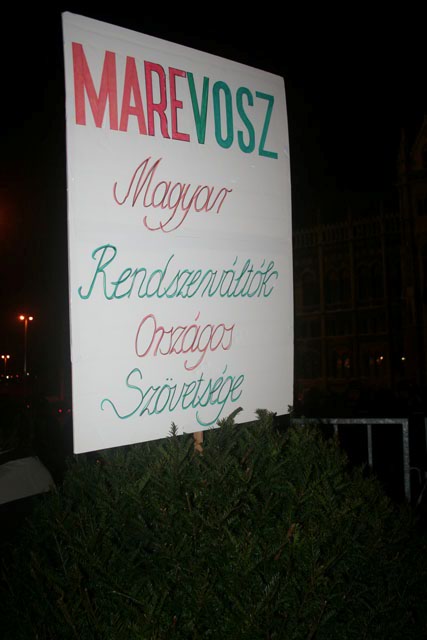 MAREVOSZ
Magyar
Rendszerváltók
Országos
Szövetsége